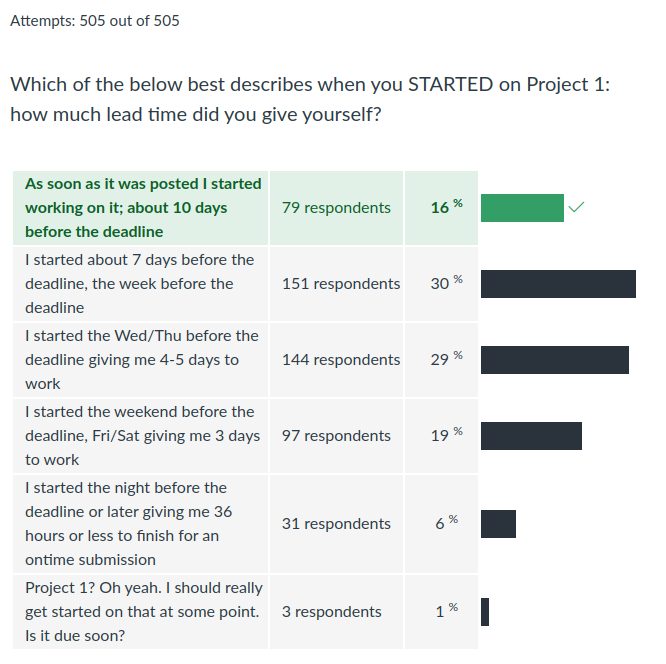 Attempts: 505 out of 505
Which of the below best describes when you STARTED on Project 1:
how much lead time did you give yourself?
As soon as it was posted I started
working on it; about 10 days
before the deadline
79 respondents
16 %
I started about 7 days before the
deadline, the week before the
deadline
151 respondents
30 %
I started the Wed/Thu before the
deadline giving me 4-5 days to
work
144 respondents
29 %
I started the weekend before the
deadline, Fri/Sat giving me 3 days
to work
97 respondents
19 %
I started the night before the
deadline or later giving me 36
hours or less to finish for an
ontime submission
31 respondents
6 %
Project 1? Oh yeah. I should really
get started on that at some point.
Is it due soon?
3 respondents
1 %